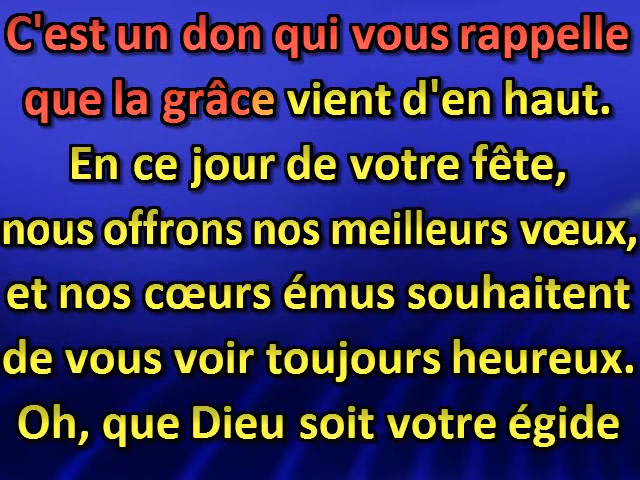 C'est un don qui vous rappelle
que la grâce vient d'en haut.
En ce jour de votre fête,
nous offrons nos meilleurs vœux,
et nos cœurs émus souhaitent
de vous voir toujours heureux.
Oh, que Dieu soit votre égide